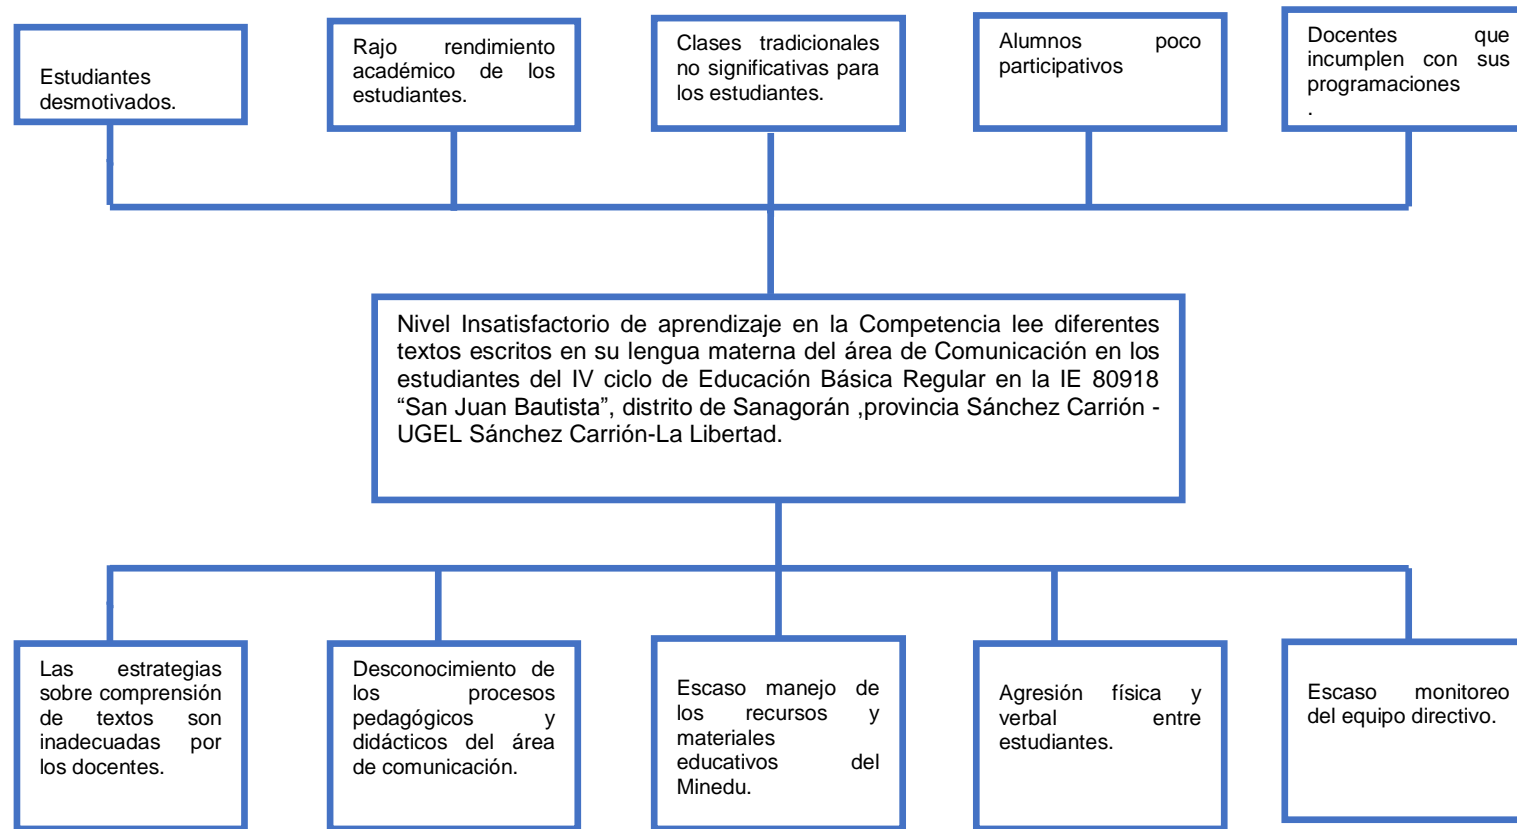 Estudiantes
desmotivados.
Rajo rendimiento
académico de los
estudiantes.
Clases tradicionales
no significativas para
los estudiantes.
Alumnos poco
participativos
Docentes que
incumplen con sus
programaciones
.
Nivel Insatisfactorio de aprendizaje en la Competencia lee diferentes
textos escritos en su lengua materna del área de Comunicación en los
estudiantes del IV ciclo de Educación Básica Regular en la IE 80918
“San Juan Bautista”, distrito de Sanagorán ,provincia Sánchez Carrión -
UGEL Sánchez Carrión-La Libertad.
Las estrategias
sobre comprensión
de textos son
inadecuadas por
los docentes.
Desconocimiento de
los procesos
pedagógicos y
didácticos del área
de comunicación.
Escaso manejo de
los recursos y
materiales
educativos del
Minedu.
Agresión física y
verbal entre
estudiantes.
Escaso monitoreo
del equipo directivo.